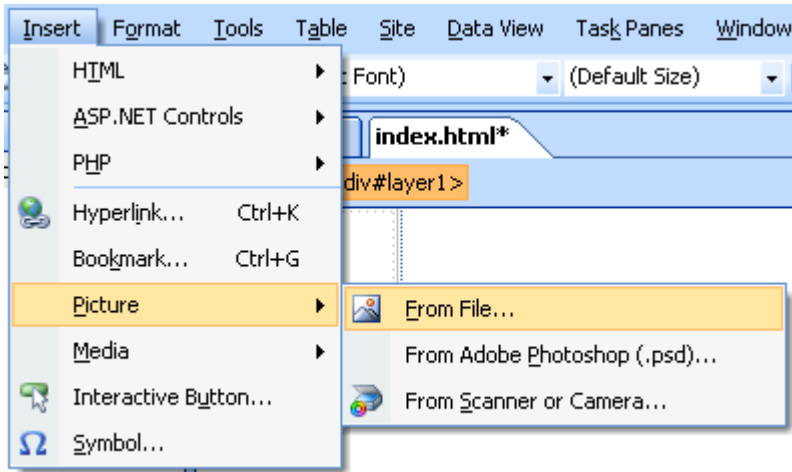 Insert Format Tools Table Site Data View Task Panes Window
Font) (Default Size)
index.html*
div#layer1>
HTML
ASP.NET Controls
PHP
Hyperlink... Ctrl+K
Bookmark... Ctrl+G
Picture
Media
Interactive Button...
Symbol...
From File...
From Adobe Photoshop (.psd)...
From Scanner or Camera...